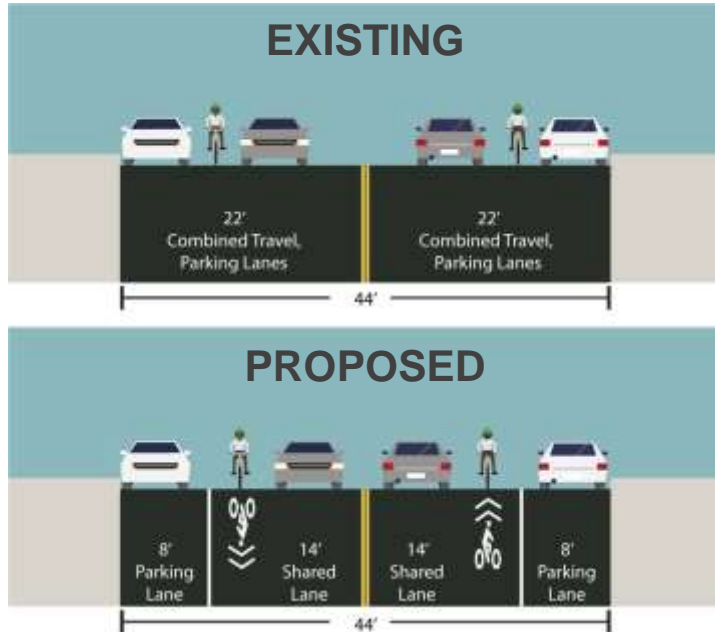 EXISTING
22'
Combined Travel,
Parking Lanes
22'
Combined Travel,
Parking Lanes
44'
PROPOSED
8'
Parking
Lane
14'
Shared
Lane
14'
Shared
Lane
8'
Parking
Lane
44'